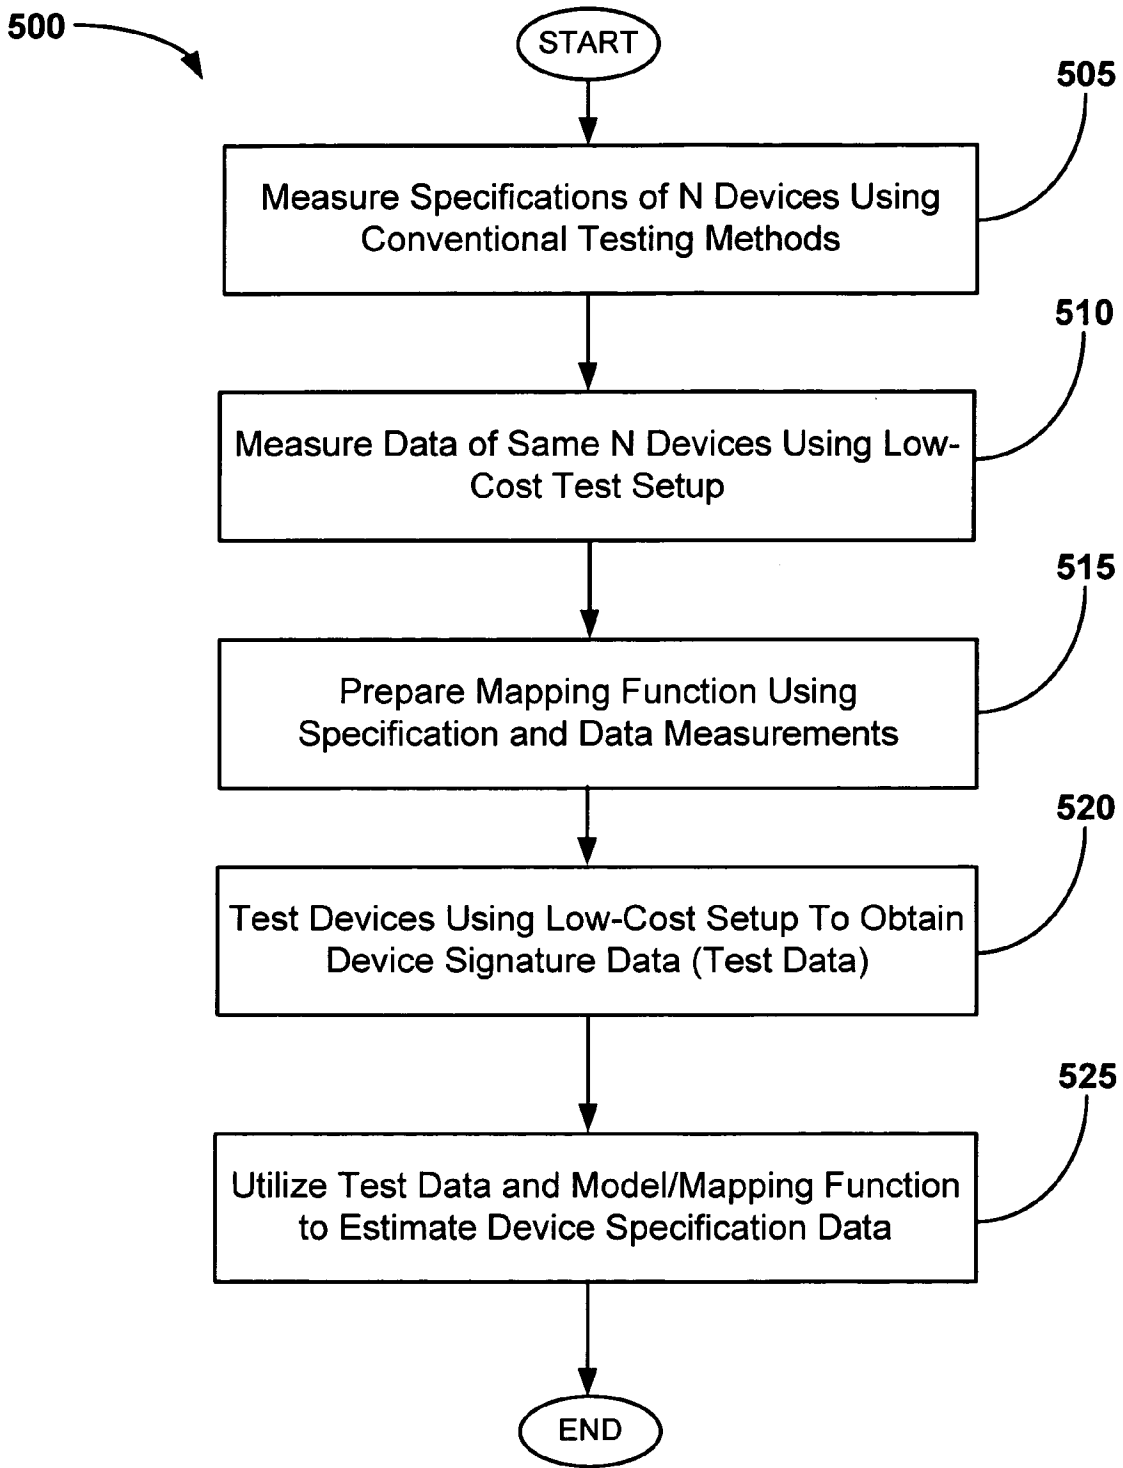 500
START
505
Measure Specifications of N Devices Using
Conventional Testing Methods
510
Measure Data of Same N Devices Using Low-
Cost Test Setup
515
Prepare Mapping Function Using
Specification and Data Measurements
520
Test Devices Using Low-Cost Setup To Obtain
Device Signature Data (Test Data)
525
Utilize Test Data and Model/Mapping Function
to Estimate Device Specification Data
END